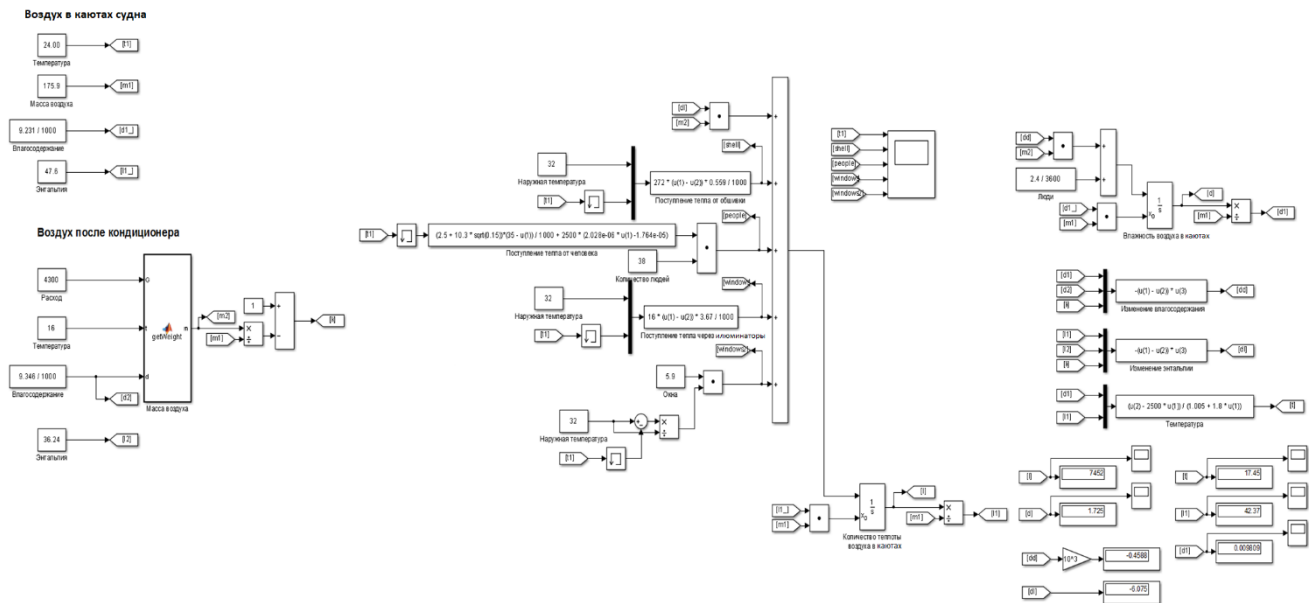 Воздух в каютах судна
24.00
[t1]
Температура
175.9
[m1]
Масса воздуха
9.231 / 1000
[d1_]
Влагосодержание
47.6
[I1_]
Энтальпия
Воздух после кондиционера
4300
Расход
16
Температура
9.346 / 1000
Влагосодержание
[d2]
36.24
[I2]
Энтальпия
t
d
n
getWeight
Масса воздуха
[m2]
[m1]
×
÷
1
+
−
[dI]
[m2]
[shell]
32
Наружная температура
[t1]
272 * (u(1) - u(2)) * 0.559 / 1000
Поступление тепла от обшивки
[people]
[t1]
(2.5 + 10.3 * sqrt(0.15))*(35 - u(1)) / 1000 + 2500 * (2.028e-06 * u(1) -1.764e-05)
Поступление тепла от человека
38
Количество людей
[windows]
32
Наружная температура
[t1]
16 * (u(1) - u(2)) * 3.67 / 1000
Поступление тепла через иллюминаторы
[windows2]
5.9
Окна
32
Наружная температура
[t1]
×
÷
+
+
+
+
+
[t1]
[shell]
[people]
[windows]
[windows2]
[I1_]
[m1]
1
s
x0
Количество теплоты
воздуха в каютах
[I]
[m1]
×
÷
[I1]
[dd]
[m2]
2.4 / 3600
Люди
+
+
[d1_]
[m1]
1
s
x0
Влажность воздуха в каютах
[d]
[m1]
×
÷
[d1]
[d1]
[d2]
-(u(1) - u(2)) * u(3)
[dd]
Изменение влагосодержания
[I1]
[I2]
-(u(1) - u(2)) * u(3)
[dI]
Изменение энтальпии
[d1]
[I1]
(u(2) - 2500 * u(1)) / (1.005 + 1.8 * u(1))
[t]
Температура
[I]
7452
[t]
17.45
[d]
1.725
[I1]
42.37
[d1]
0.009809
[dd]
10^3
-0.4588
[dI]
-6.075